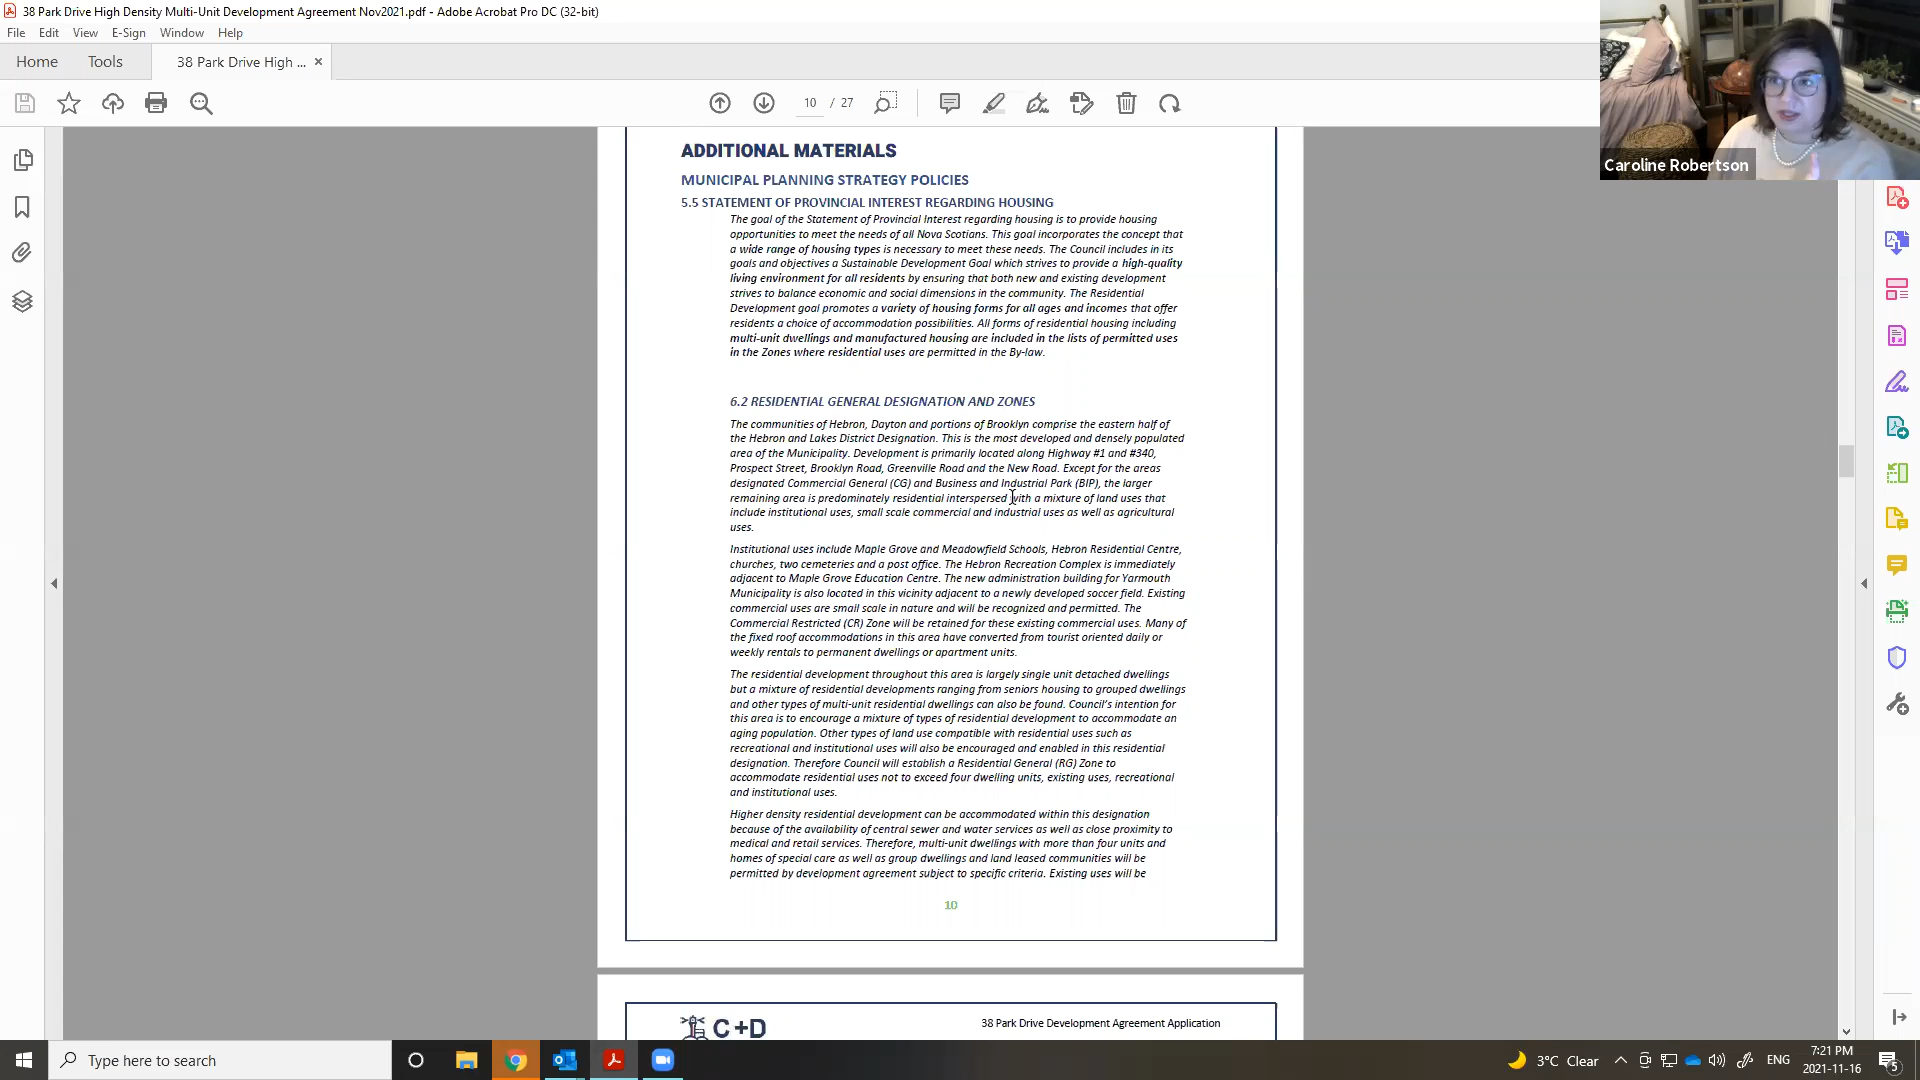 38 Park Drive High Density Multi-Unit Development Agreement Nov2021.pdf - Adobe Acrobat Pro DC (32-bit)
File Edit View E-Sign Window Help
Home Tools 38 Park Drive High ... ×
10 / 27
Caroline Robertson
ADDITIONAL MATERIALS
MUNICIPAL PLANNING STRATEGY POLICIES
5.5 STATEMENT OF PROVINCIAL INTEREST REGARDING HOUSING
The goal of the Statement of Provincial Interest regarding housing is to provide housing
opportunities to meet the needs of all Nova Scotians. This goal incorporates the concept that
a wide range of housing types is necessary to meet these needs. The Council includes in its
goals and objectives a Sustainable Development Goal which strives to provide a high-quality
living environment for all residents by ensuring that both new and existing development
strives to balance economic and social dimensions in the community. The Residential
Development goal promotes a variety of housing forms for all ages and incomes that offer
residents a choice of accommodation possibilities. All forms of residential housing including
multi-unit dwellings and manufactured housing are included in the lists of permitted uses
in the Zones where residential uses are permitted in the By-law.
6.2 RESIDENTIAL GENERAL DESIGNATION AND ZONES
The communities of Hebron, Dayton and portions of Brooklyn comprise the eastern half of
the Hebron and Lakes District Designation. This is the most developed and densely populated
area of the Municipality. Development is primarily located along Highway #1 and #340,
Prospect Street, Brooklyn Road, Greenville Road and the New Road. Except for the areas
designated Commercial General (CG) and Business and Industrial Park (BIP), the larger
remaining area is predominately residential interspersed with a mixture of land uses that
include institutional uses, small scale commercial and industrial uses as well as agricultural
uses.
Institutional uses include Maple Grove and Meadowfield Schools, Hebron Residential Centre,
churches, two cemeteries and a post office. The Hebron Recreation Complex is immediately
adjacent to Maple Grove Education Centre. The new administration building for Yarmouth
Municipality is also located in this vicinity adjacent to a newly developed soccer field. Existing
commercial uses are small scale in nature and will be recognized and permitted. The
Commercial Restricted (CR) Zone will be retained for these existing commercial uses. Many of
the fixed roof accommodations in this area have converted from tourist oriented daily or
weekly rentals to permanent dwellings or apartment units.
The residential development throughout this area is largely single unit detached dwellings
but a mixture of residential developments ranging from seniors housing to grouped dwellings
and other types of multi-unit residential dwellings can also be found. Council's intention for
this area is to encourage a mixture of types of residential development to accommodate an
aging population. Other types of land use compatible with residential uses such as
recreational and institutional uses will also be encouraged and enabled in this residential
designation. Therefore Council will establish a Residential General (RG) Zone to
accommodate residential uses not to exceed four dwelling units, existing uses, recreational
and institutional uses.
Higher density residential development can be accommodated within this designation
because of the availability of central sewer and water services as well as close proximity to
medical and retail services. Therefore, multi-unit dwellings with more than four units and
homes of special care as well as group dwellings and land leased communities will be
permitted by development agreement subject to specific criteria. Existing uses will be
10
C+D 38 Park Drive Development Agreement Application
Type here to search
3°C Clear ENG 7:21 PM
2021-11-16
5